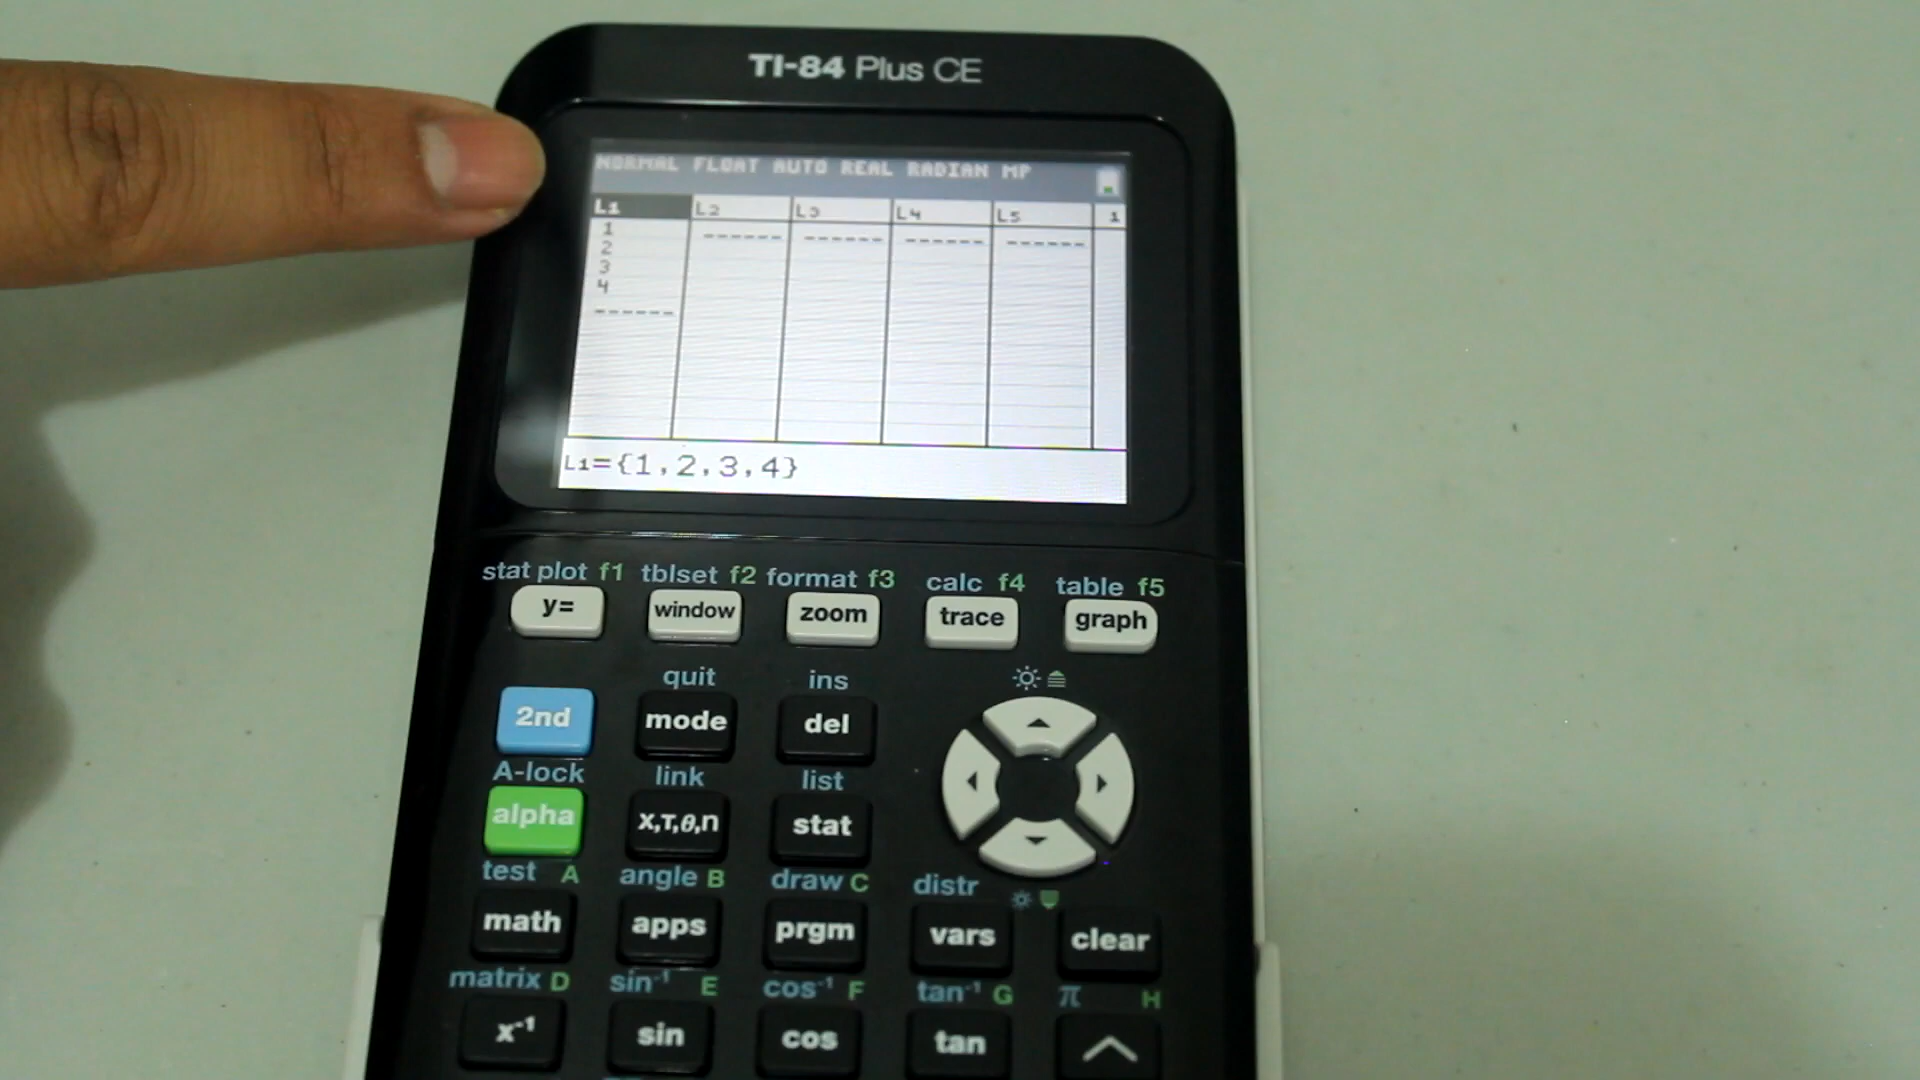 TI-84 Plus CE
NORMAL FLOAT AUTO REAL RADIAN MP
L1 L2 L3 L4 L5 1
1 ------ ------ ------ ------
2
3
4
------
L1={1,2,3,4}
stat plot f1 tblset f2 format f3 calc f4 table f5
y= window zoom trace graph
quit ins
2nd mode del
A-lock link list
alpha X,T,θ,n stat
test A angle B draw C distr
math apps prgm vars clear
matrix D sin⁻¹ E cos⁻¹ F tan⁻¹ G π H
x⁻¹ sin cos tan ^